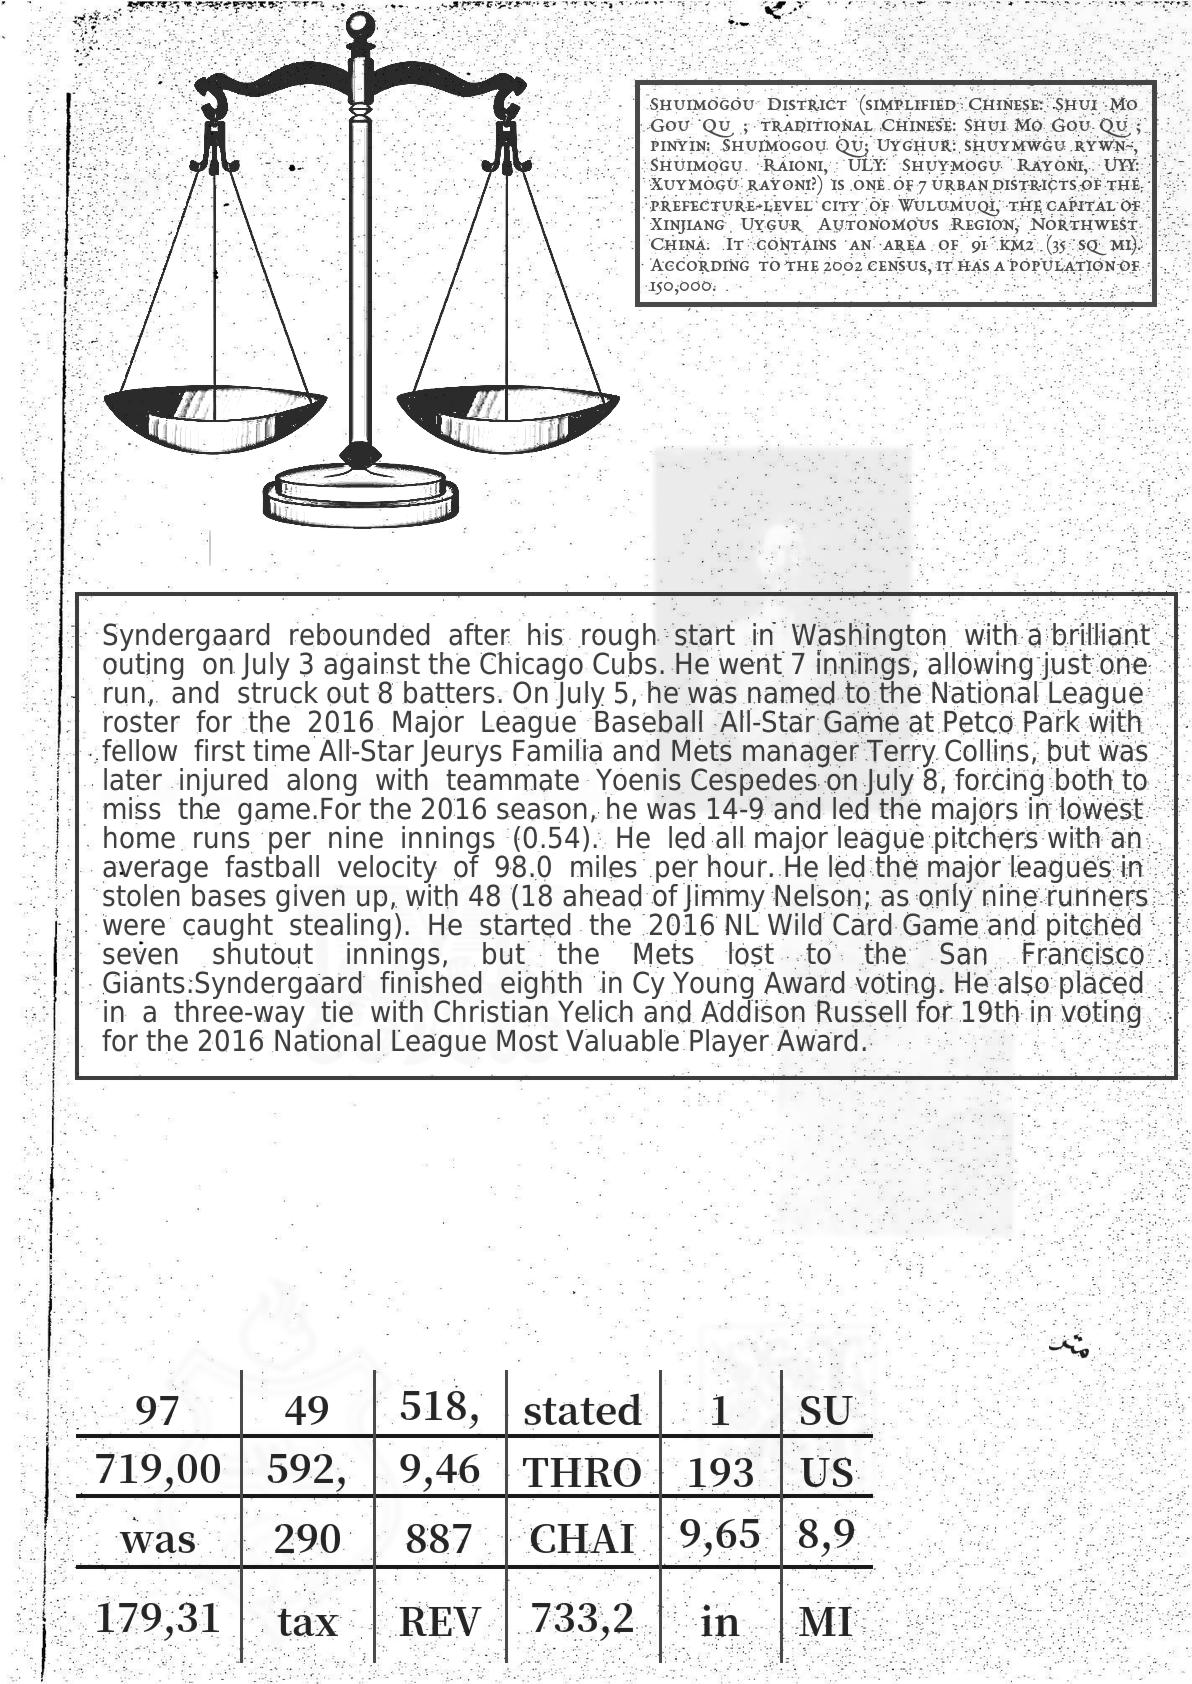 Shuimogou District (simplified Chinese: Shui Mo
Gou Qu ; traditional Chinese: Shui Mo Gou Qu ;
pinyin: Shuimogou Qu; Uyghur: shuymwgu rywn~,
Shuimogu Raioni, ULY: Shuymogu Rayoni, UYY:
Xuymogu rayoni?) is one of 7 urban districts of the
prefecture-level city of Wulumuqi, the capital of
Xinjiang Uygur Autonomous Region, Northwest
China. It contains an area of 91 km2 (35 sq mi).
According to the 2002 census, it has a population of
150,000.
Syndergaard rebounded after his rough start in Washington with a brilliant
outing on July 3 against the Chicago Cubs. He went 7 innings, allowing just one
run, and struck out 8 batters. On July 5, he was named to the National League
roster for the 2016 Major League Baseball All-Star Game at Petco Park with
fellow first time All-Star Jeurys Familia and Mets manager Terry Collins, but was
later injured along with teammate Yoenis Cespedes on July 8, forcing both to
miss the game.For the 2016 season, he was 14-9 and led the majors in lowest
home runs per nine innings (0.54). He led all major league pitchers with an
average fastball velocity of 98.0 miles per hour. He led the major leagues in
stolen bases given up, with 48 (18 ahead of Jimmy Nelson; as only nine runners
were caught stealing). He started the 2016 NL Wild Card Game and pitched
seven shutout innings, but the Mets lost to the San Francisco
Giants.Syndergaard finished eighth in Cy Young Award voting. He also placed
in a three-way tie with Christian Yelich and Addison Russell for 19th in voting
for the 2016 National League Most Valuable Player Award.
97 49 518, stated 1 SU
719,00 592, 9,46 THRO 193 US
was 290 887 CHAI 9,65 8,9
179,31 tax REV 733,2 in MI